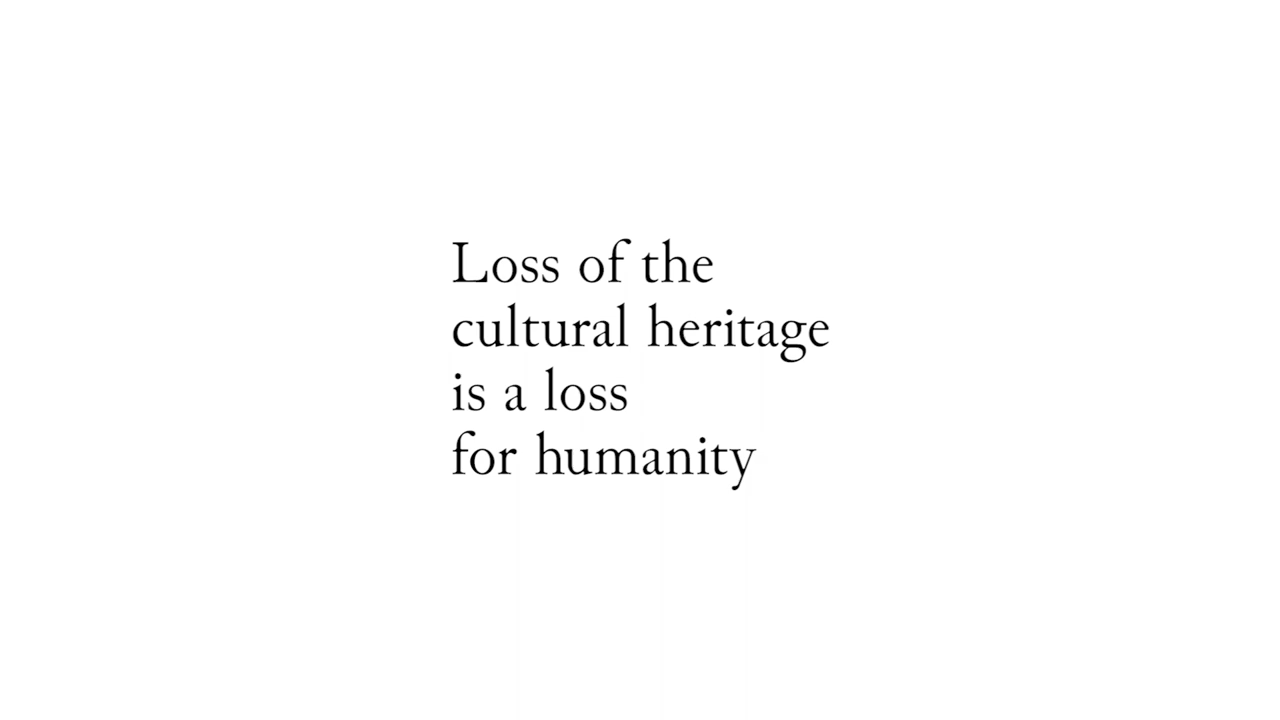 Loss of the
cultural heritage
is a loss
for humanity